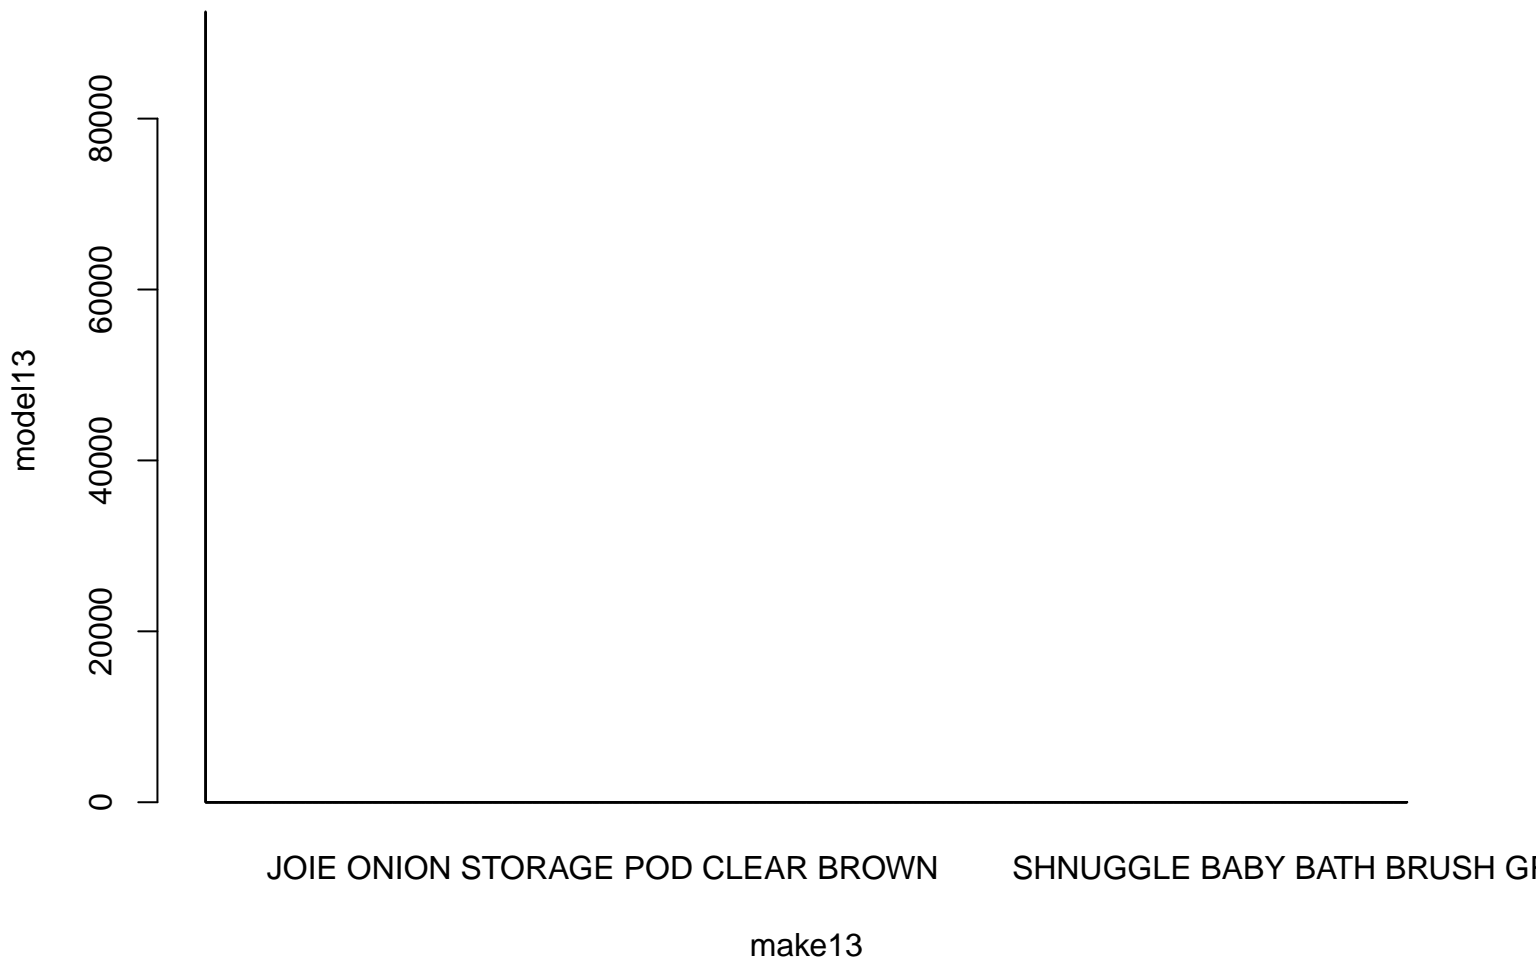 80000
60000
40000
20000
0
model13
JOIE ONION STORAGE POD CLEAR BROWN
SHNUGGLE BABY BATH BRUSH
make13